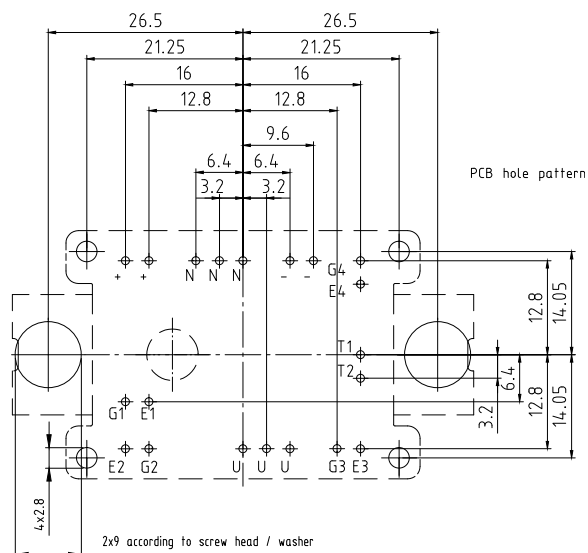 26.5 26.5
21.25 21.25
16 16
12.8 12.8
9.6
6.4 6.4
PCB hole pattern
3.2 3.2
+ + N N N - - G4
E4
12.8
14.05
T1
T2
6.4
3.2
12.8
14.05
G1 E1
E2 G2 U U U G3 E3
4x2.8
2x9 according to screw head / washer